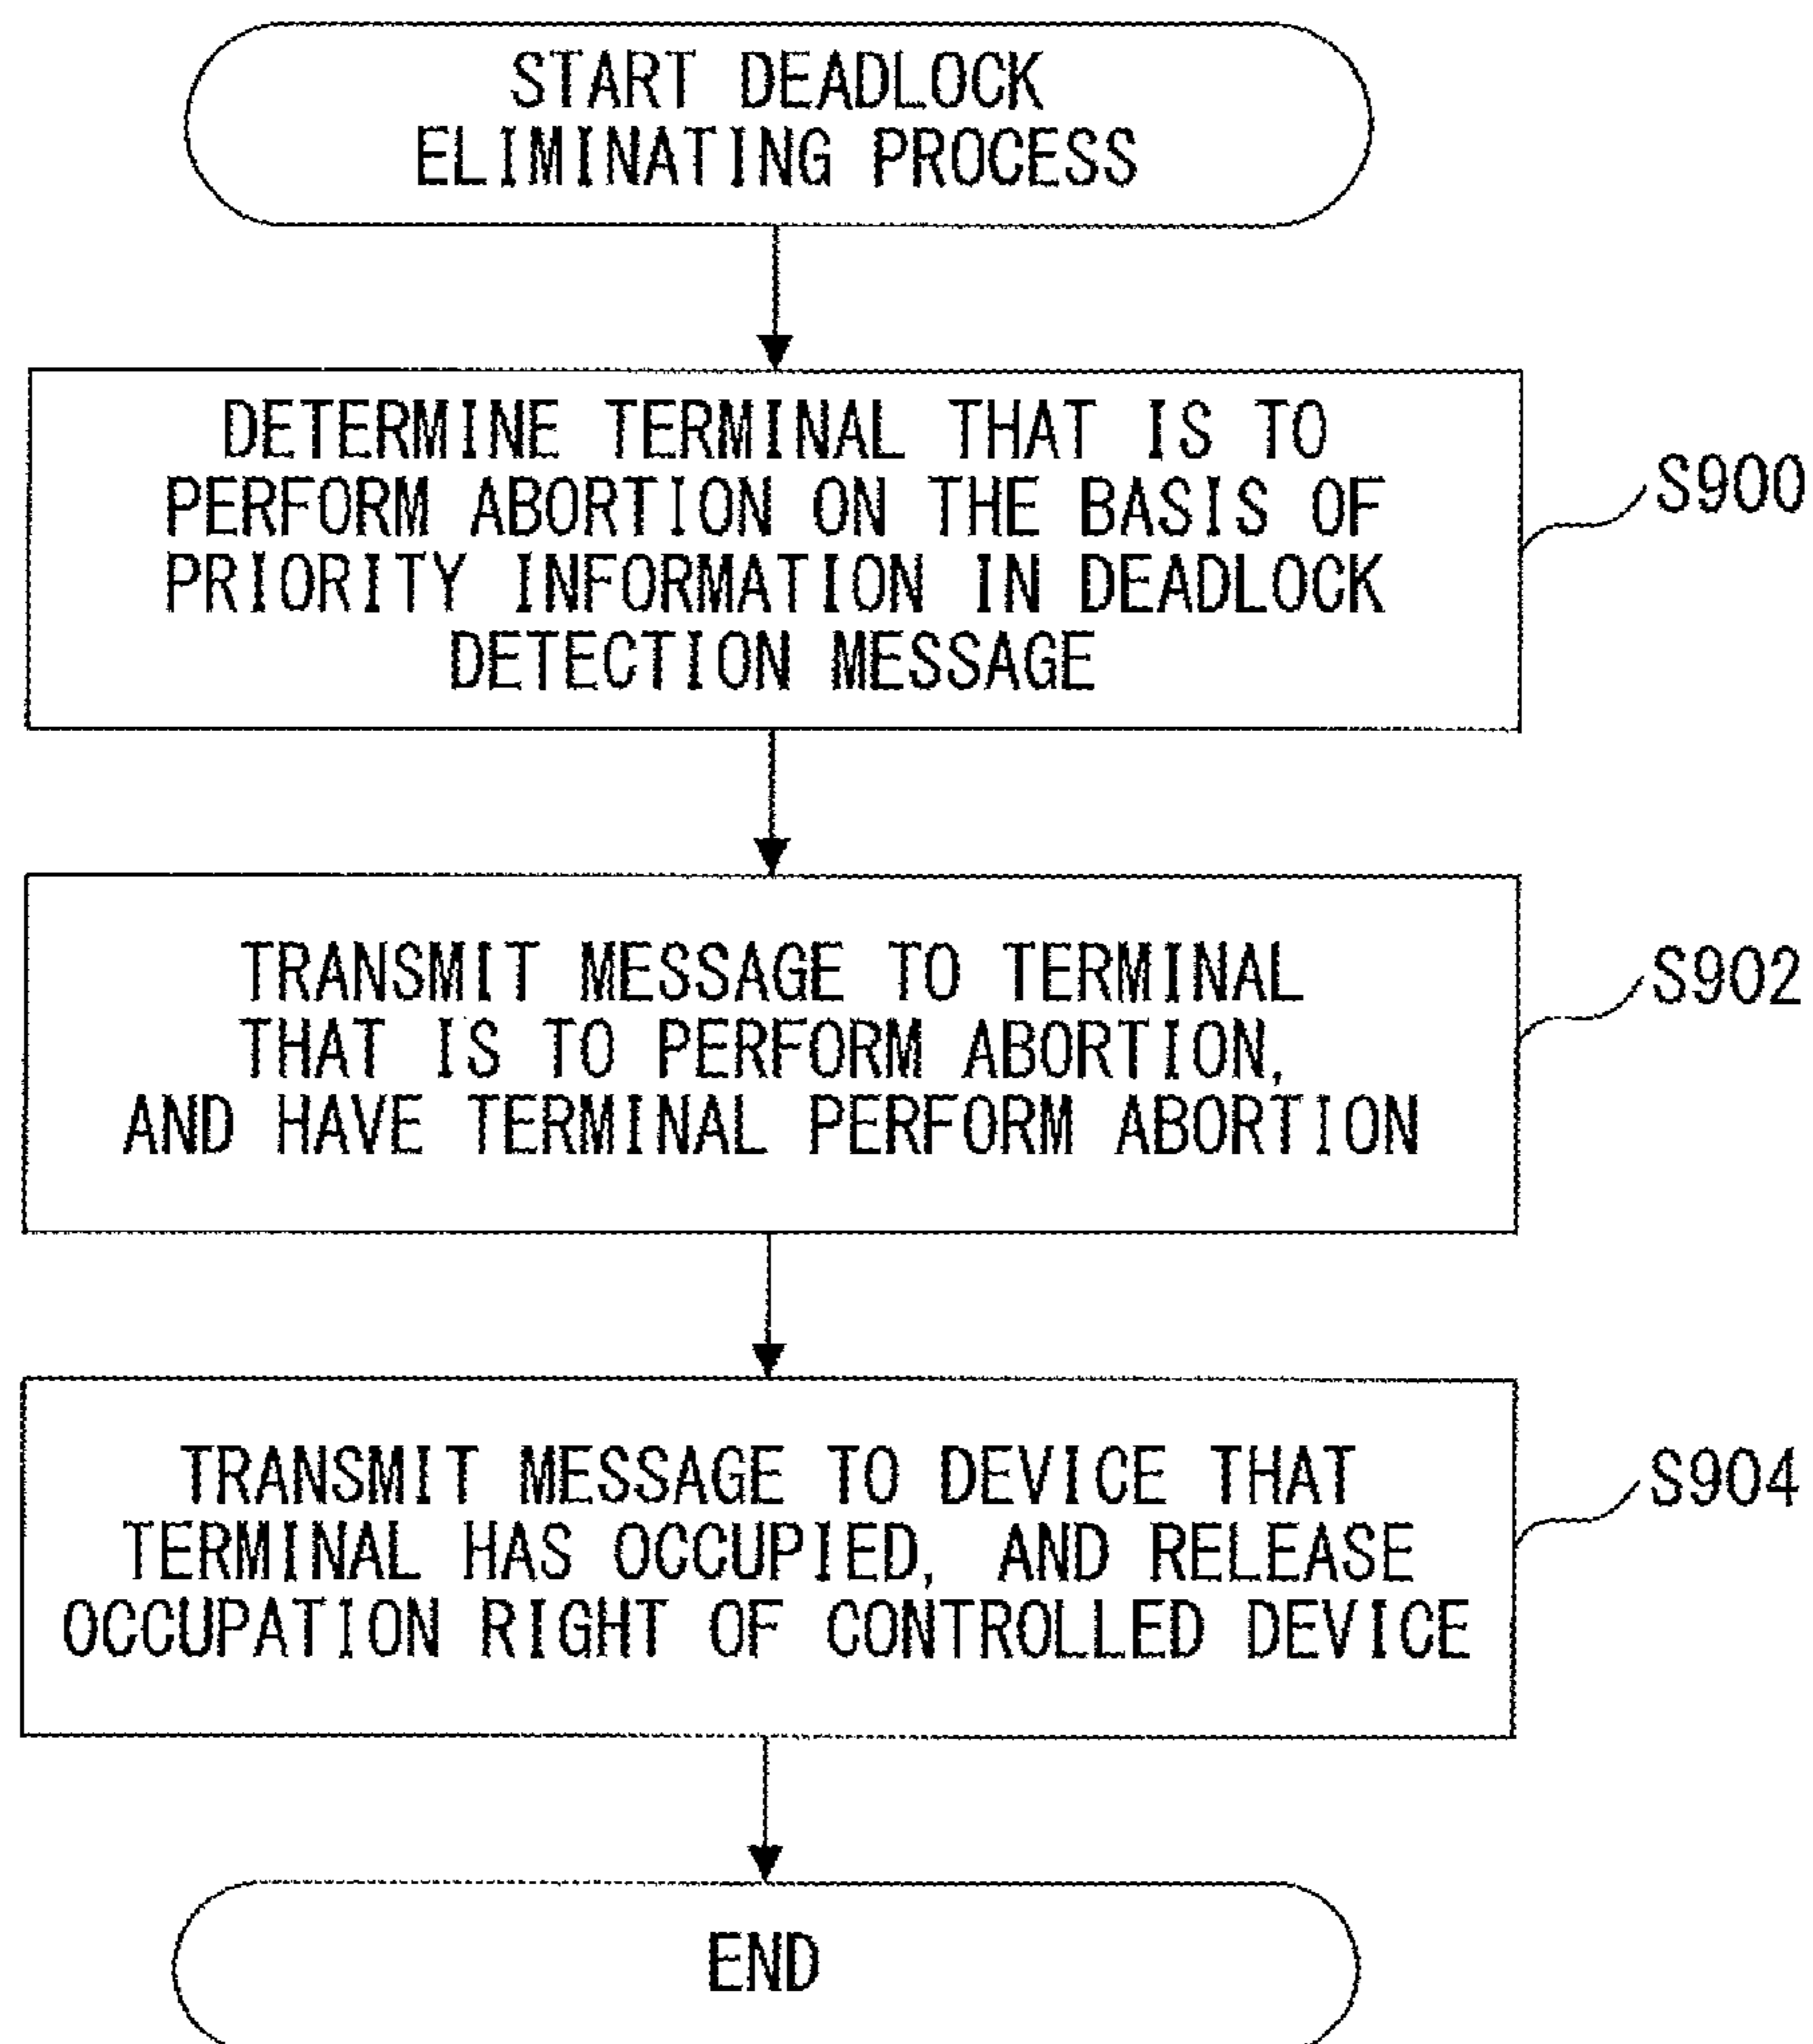 START DEADLOCK
ELIMINATING PROCESS
DETERMINE TERMINAL THAT IS TO
PERFORM ABORTION ON THE BASIS OF
PRIORITY INFORMATION IN DEADLOCK
DETECTION MESSAGE
S900
TRANSMIT MESSAGE TO TERMINAL
THAT IS TO PERFORM ABORTION,
AND HAVE TERMINAL PERFORM ABORTION
S902
TRANSMIT MESSAGE TO DEVICE THAT
TERMINAL HAS OCCUPIED, AND RELEASE
OCCUPATION RIGHT OF CONTROLLED DEVICE
S904
END